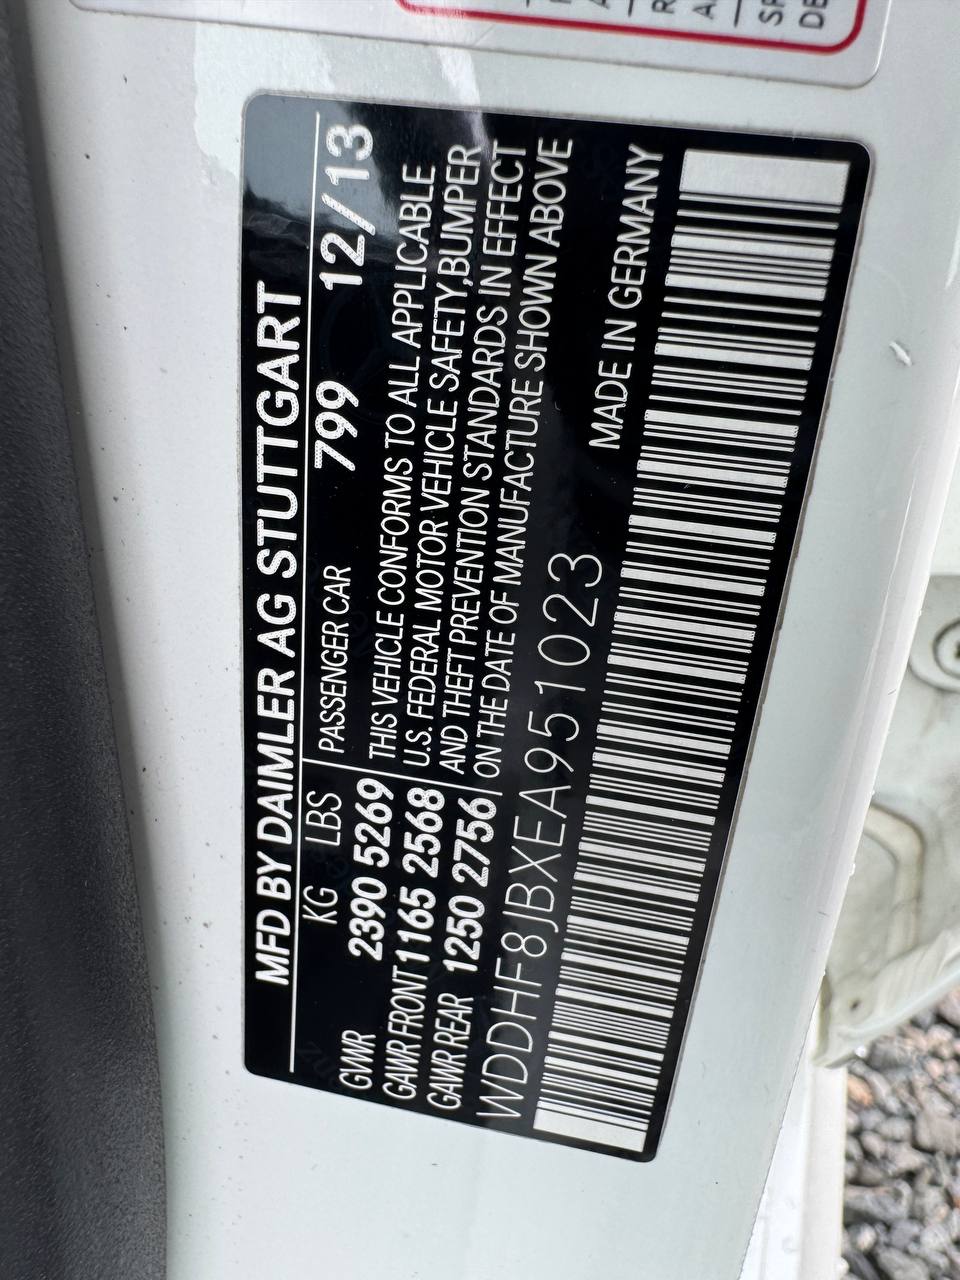 MFD BY DAIMLER AG STUTTGART
KG LBS PASSENGER CAR 799 12/13
GVWR 2390 5269 THIS VEHICLE CONFORMS TO ALL APPLICABLE
GAWR FRONT 1165 2568 U.S. FEDERAL MOTOR VEHICLE SAFETY,BUMPER
GAWR REAR 1250 2756 AND THEFT PREVENTION STANDARDS IN EFFECT
ON THE DATE OF MANUFACTURE SHOWN ABOVE
WDDHF8JBXEA951023 MADE IN GERMANY